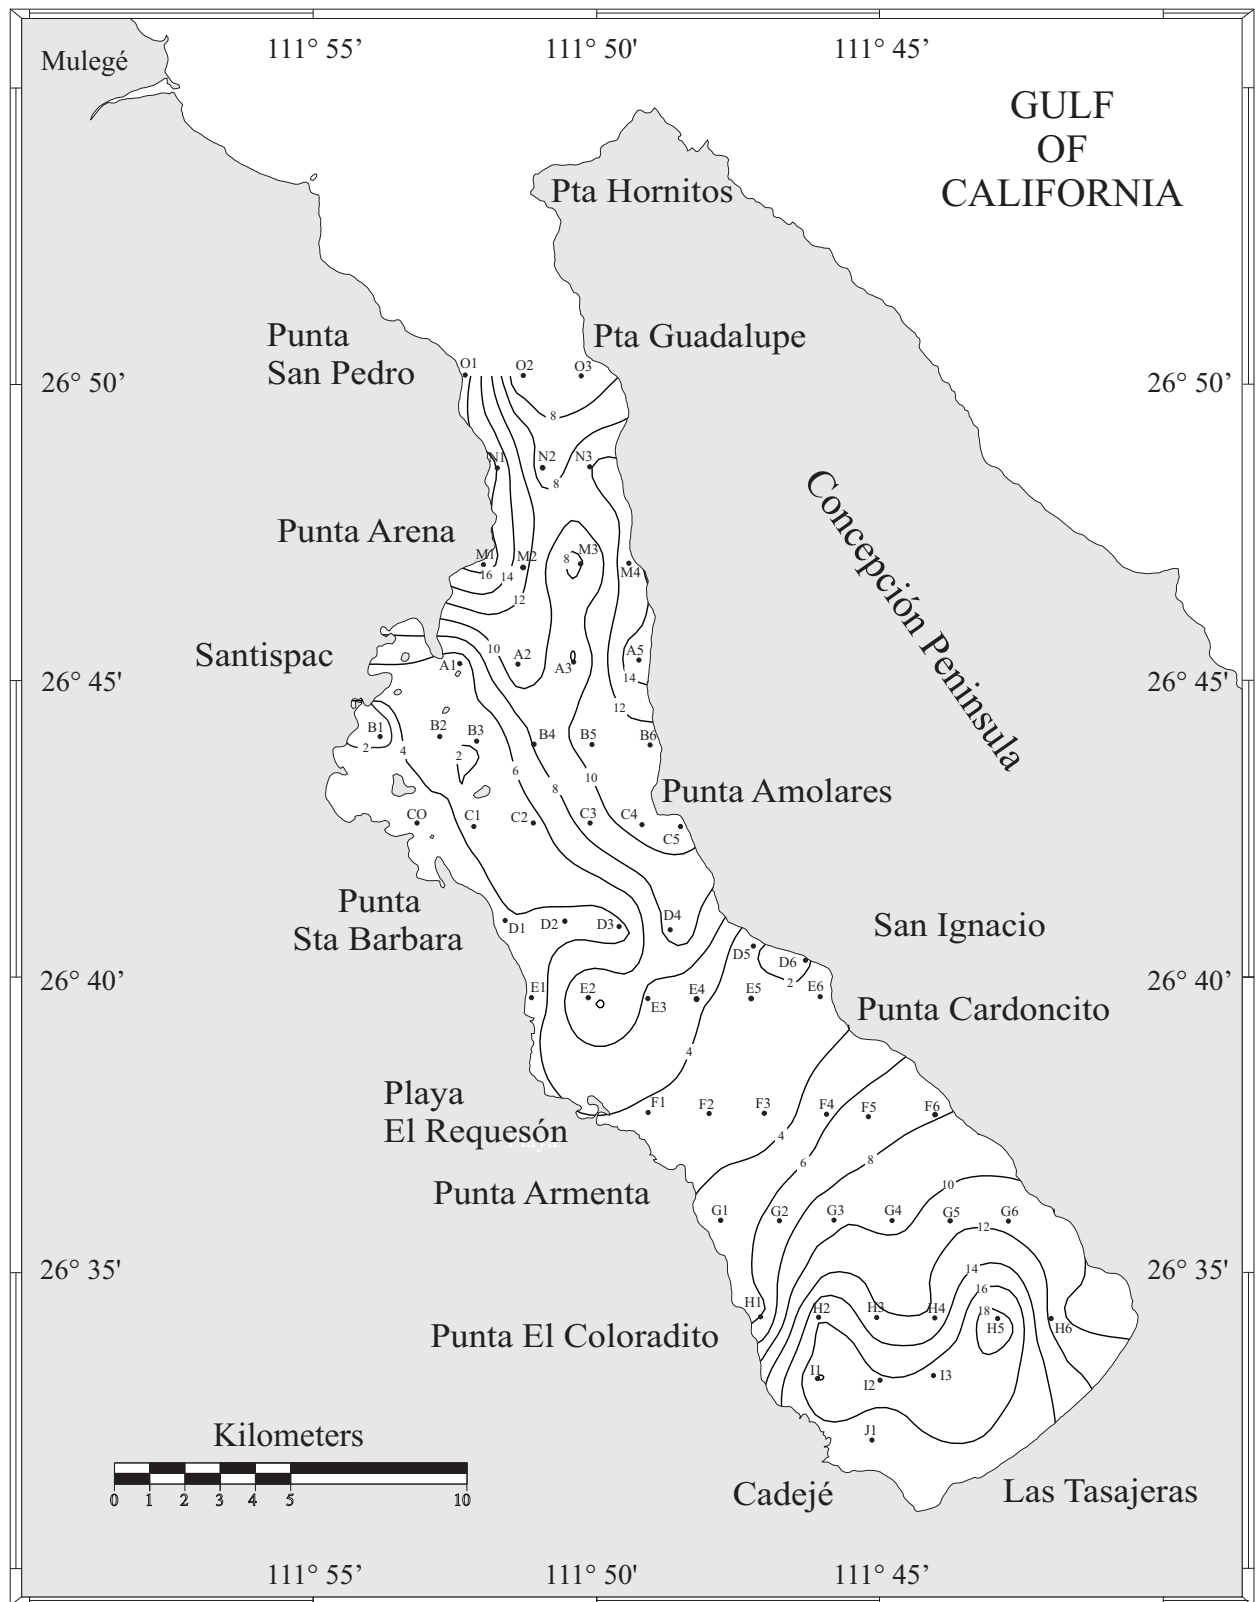 111° 55’
111° 50'
111° 45’
Mulegé
GULF
OF
CALIFORNIA
Pta Hornitos
Punta
San Pedro
Pta Guadalupe
26° 50’
26° 50’
O1
O2
O3
8
N1
N2
N3
8
Punta Arena
Concepción Peninsula
M1
M2
M3
8
M4
16
14
12
Santispac
10
A1
A2
A3
A5
14
26° 45'
26° 45’
12
B1
B2
B3
B4
B5
B6
2
4
2
6
8
10
Punta Amolares
CO
C1
C2
C3
C4
C5
Punta
Sta Barbara
San Ignacio
D1
D2
D3
D4
D5
D6
2
26° 40’
26° 40’
E1
E2
E3
E4
E5
E6
Punta Cardoncito
4
Playa
El Requesón
F1
F2
F3
F4
F5
F6
4
6
8
Punta Armenta
10
G1
G2
G3
G4
G5
G6
12
26° 35'
26° 35’
14
16
18
H1
H2
H3
H4
H5
H6
Punta El Coloradito
I1
I2
I3
J1
Kilometers
0 1 2 3 4 5 10
Cadejé
Las Tasajeras
111° 55’
111° 50'
111° 45’